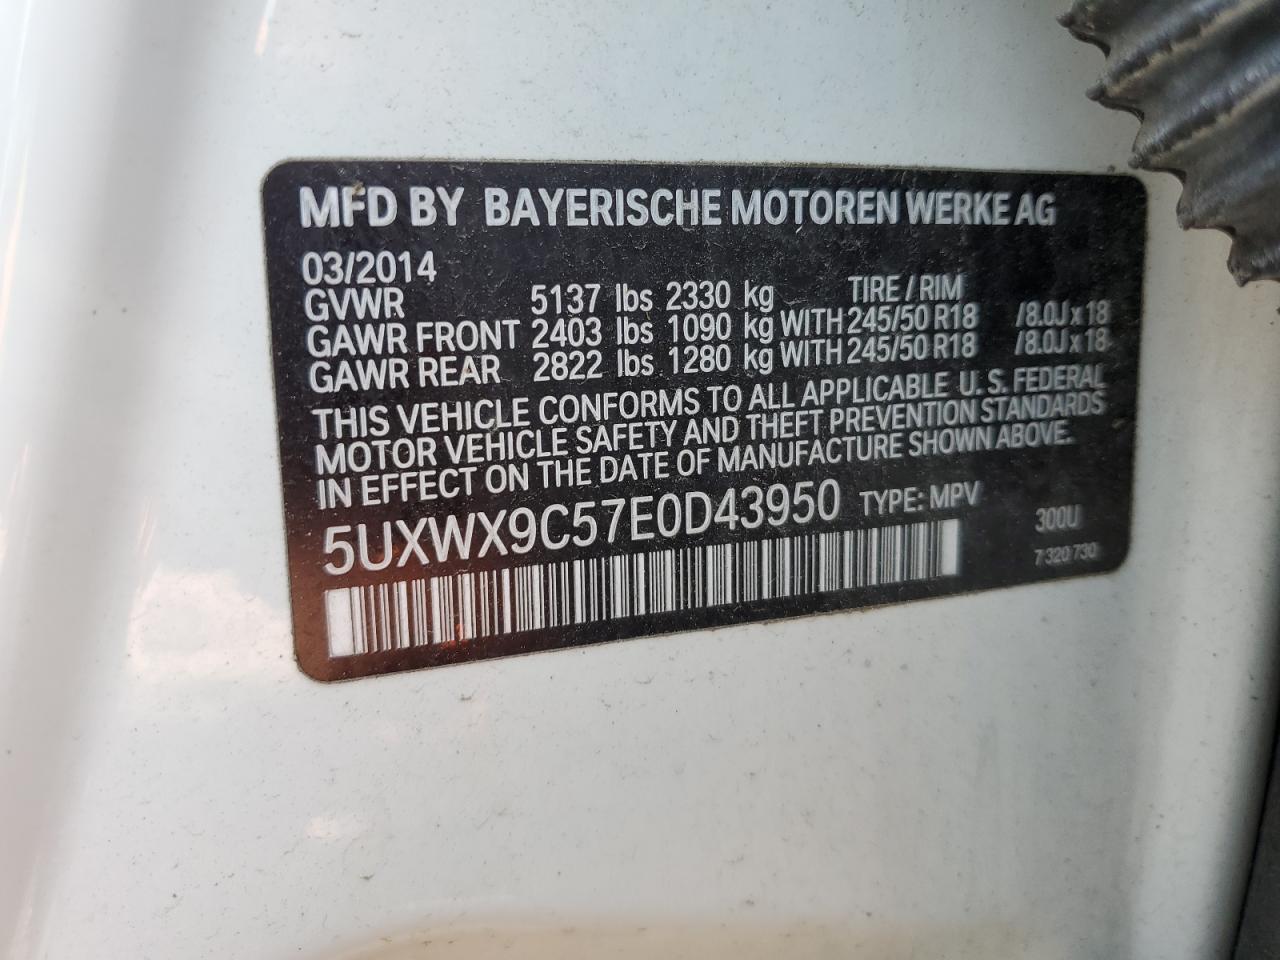 MFD BY BAYERISCHE MOTOREN WERKE AG
03/2014
GVWR 5137 lbs 2330 kg TIRE / RIM
GAWR FRONT 2403 lbs 1090 kg WITH 245/50 R18 /8.0J x 18
GAWR REAR 2822 lbs 1280 kg WITH 245/50 R18 /8.0J x 18
THIS VEHICLE CONFORMS TO ALL APPLICABLE U.S. FEDERAL
MOTOR VEHICLE SAFETY AND THEFT PREVENTION STANDARDS
IN EFFECT ON THE DATE OF MANUFACTURE SHOWN ABOVE.
5UXWX9C57E0D43950 TYPE: MPV
300U
7 320 730